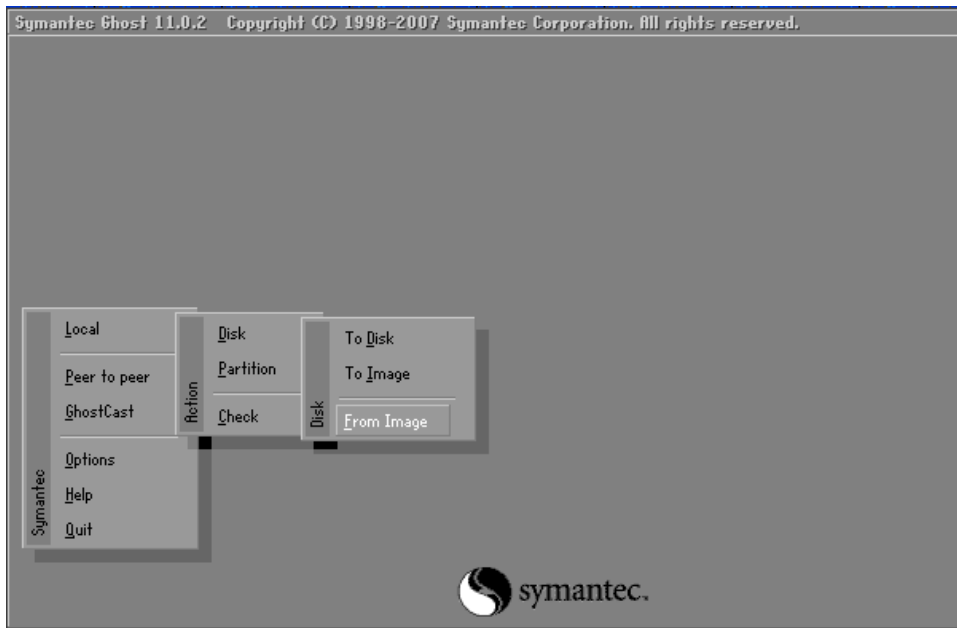 Symantec Ghost 11.0.2 Copyright (C) 1998-2007 Symantec Corporation. All rights reserved.
Symantec
Local
Peer to peer
GhostCast
Options
Help
Quit
Action
Disk
Partition
Check
Disk
To Disk
To Image
From Image
symantec.